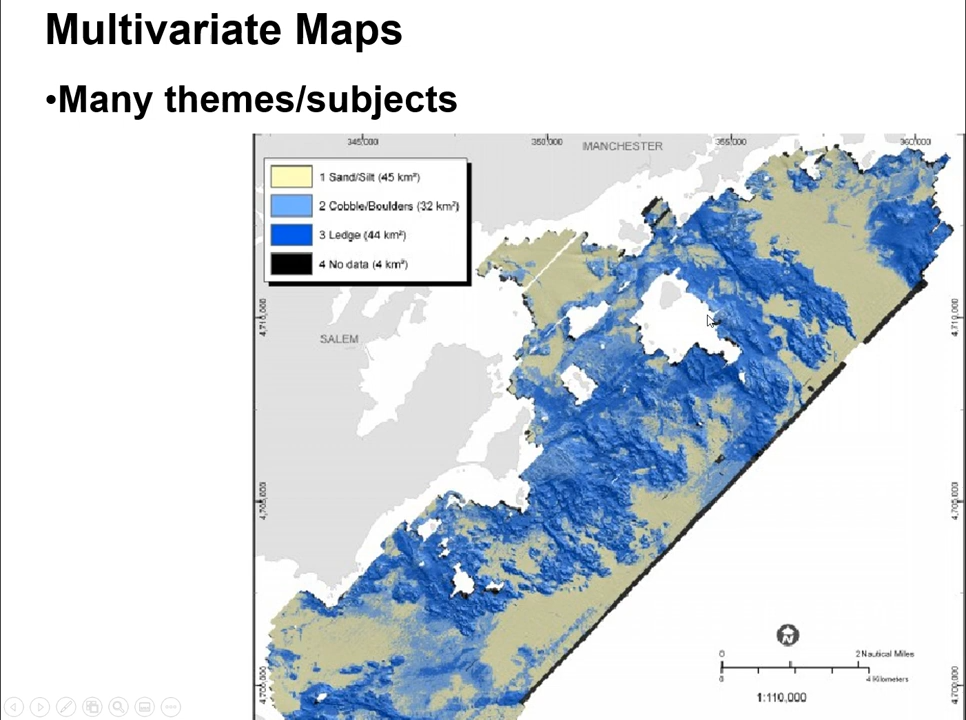 Multivariate Maps
•Many themes/subjects
345,000 350,000 355,000 360,000
MANCHESTER
1 Sand/Silt (45 km²)
2 Cobble/Boulders (32 km²)
3 Ledge (44 km²)
4 No data (4 km²)
4,710,000 4,710,000
SALEM
4,705,000 4,705,000
N
0 2 Nautical Miles
0 4 Kilometers
4,700,000 4,700,000
1:110,000